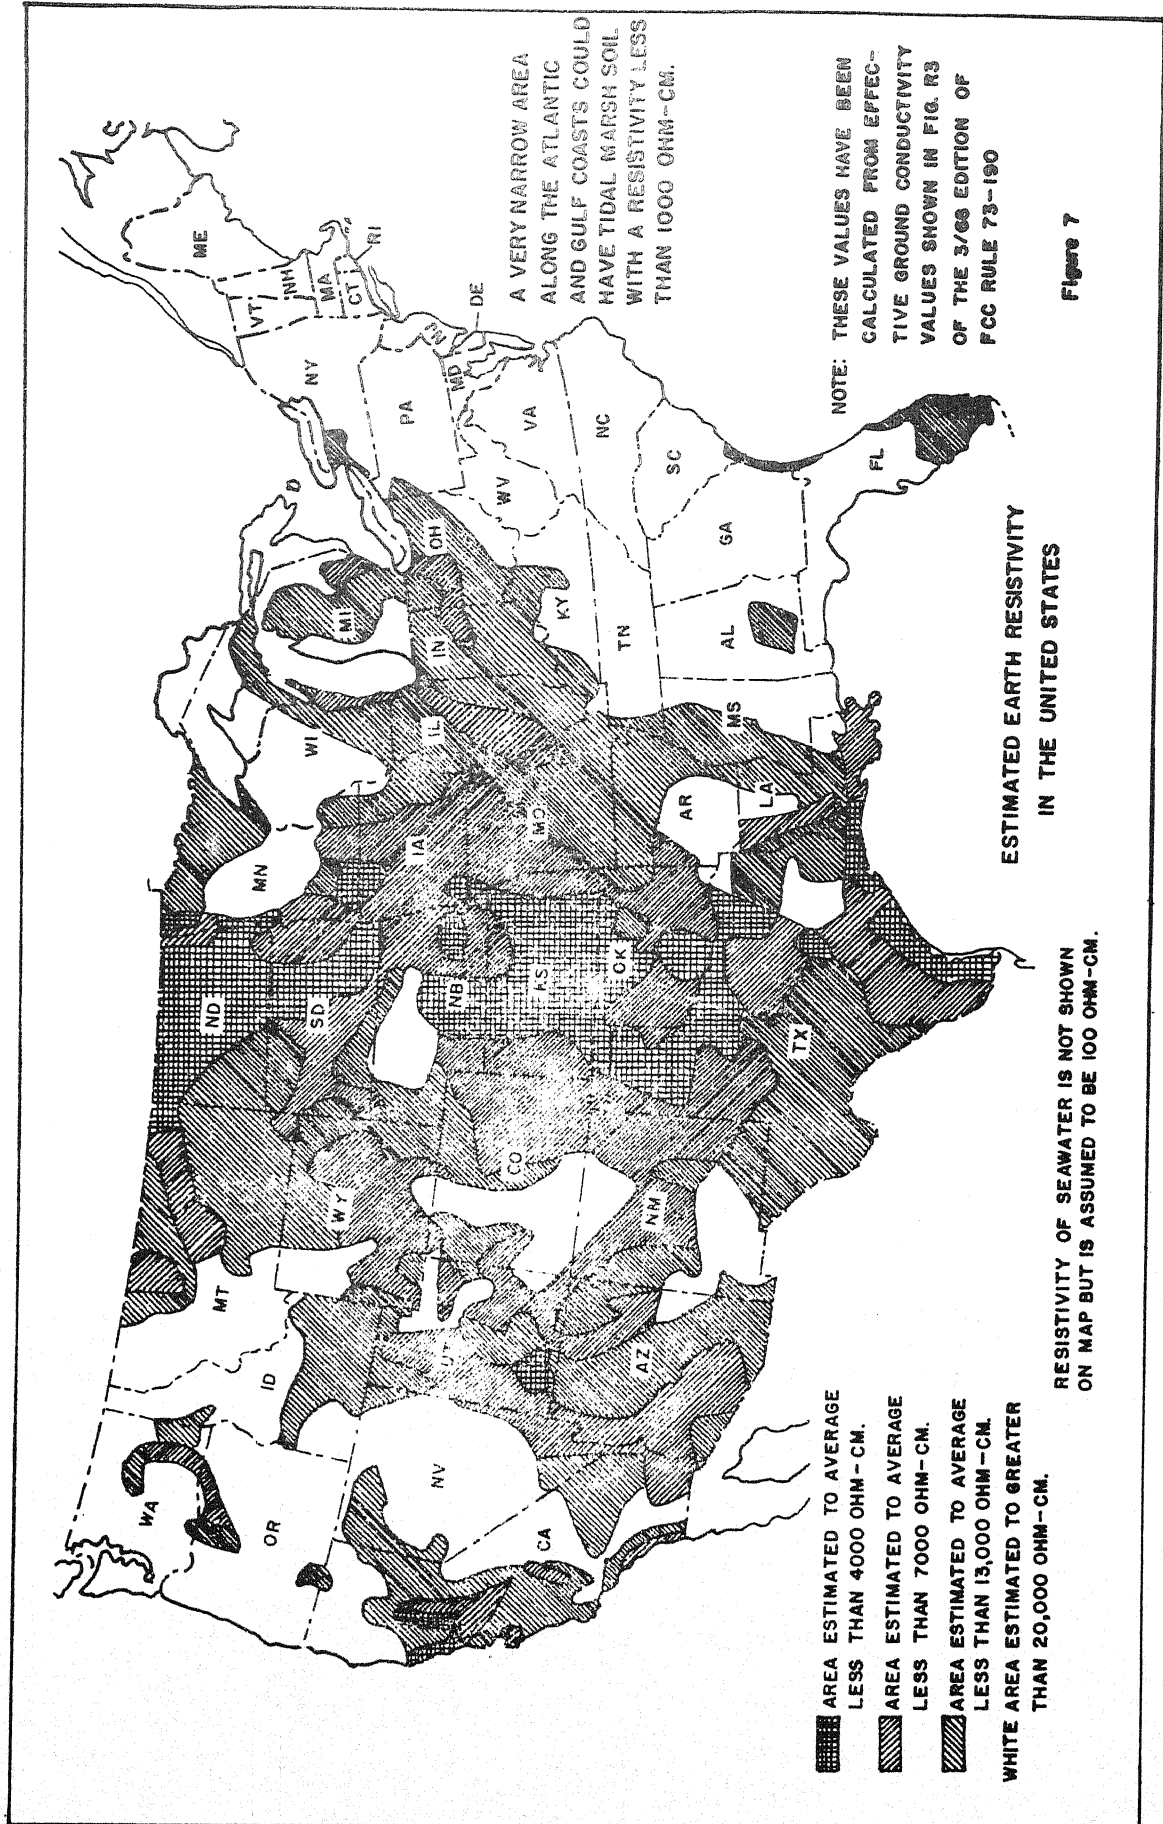 WA
OR
CA
NV
ID
MT
WY
UT
AZ
CO
NM
ND
SD
NB
KS
OK
TX
MN
IA
MO
AR
LA
WI
IL
MI
IN
OH
KY
TN
MS
AL
GA
FL
SC
NC
VA
WV
PA
MD
DE
NY
VT
NH
MA
CT
RI
ME
A VERY NARROW AREA
ALONG THE ATLANTIC
AND GULF COASTS COULD
HAVE TIDAL MARSH SOIL
WITH A RESISTIVITY LESS
THAN 1000 OHM-CM.
NOTE: THESE VALUES HAVE BEEN
CALCULATED FROM EFFEC-
TIVE GROUND CONDUCTIVITY
VALUES SHOWN IN FIG. R3
OF THE 3/66 EDITION OF
FCC RULE 73-190
AREA ESTIMATED TO AVERAGE
LESS THAN 4000 OHM-CM.
AREA ESTIMATED TO AVERAGE
LESS THAN 7000 OHM-CM.
AREA ESTIMATED TO AVERAGE
LESS THAN 13,000 OHM-CM.
WHITE AREA ESTIMATED TO GREATER
THAN 20,000 OHM-CM.
RESISTIVITY OF SEAWATER IS NOT SHOWN
ON MAP BUT IS ASSUMED TO BE 100 OHM-CM.
ESTIMATED EARTH RESISTIVITY
IN THE UNITED STATES
Figure 7